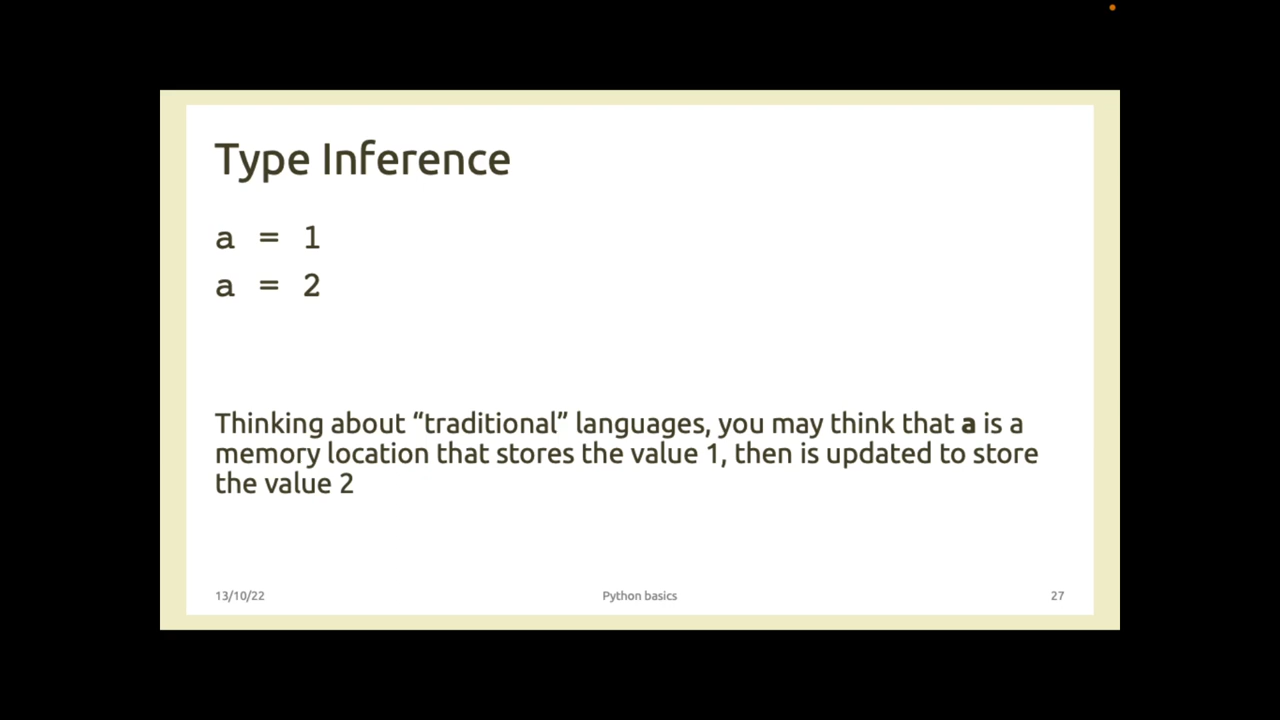 Type Inference
a = 1
a = 2
Thinking about “traditional” languages, you may think that a is a
memory location that stores the value 1, then is updated to store
the value 2
13/10/22 Python basics 27